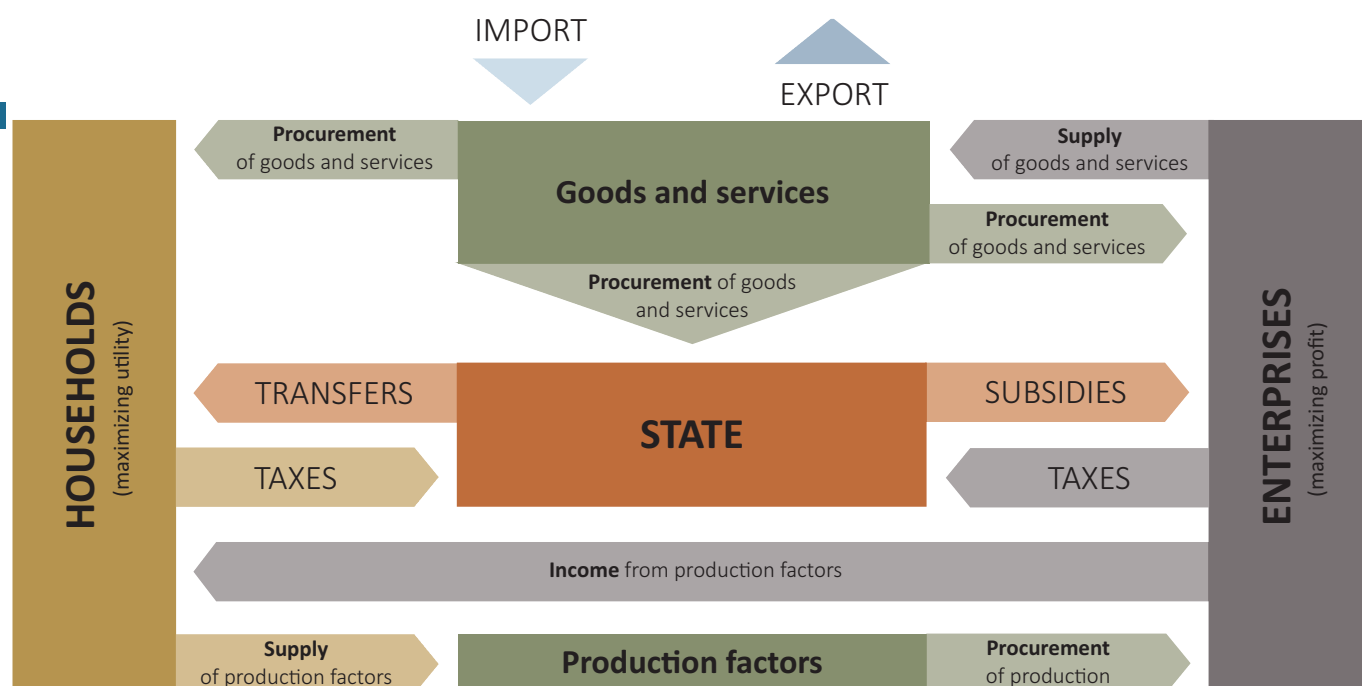 IMPORT
EXPORT
Procurement
of goods and services
Goods and services
Supply
of goods and services
Procurement
of goods and services
Procurement of goods
and services
HOUSEHOLDS
(maximizing utility)
ENTERPRISES
(maximizing profit)
TRANSFERS
STATE
SUBSIDIES
TAXES
TAXES
Income from production factors
Supply
of production factors
Production factors
Procurement
of production